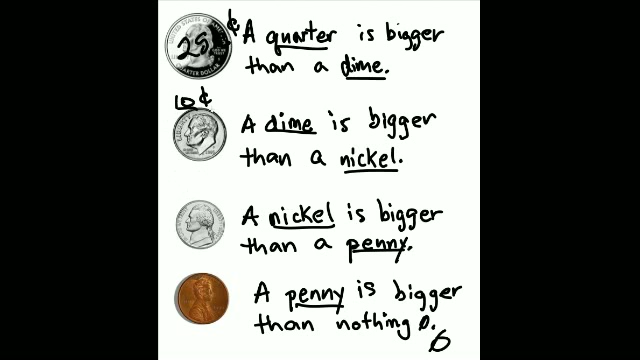 25 ¢
A quarter is bigger
than a dime.
10¢
A dime is bigger
than a nickel.
A nickel is bigger
than a penny.
A penny is bigger
than nothing